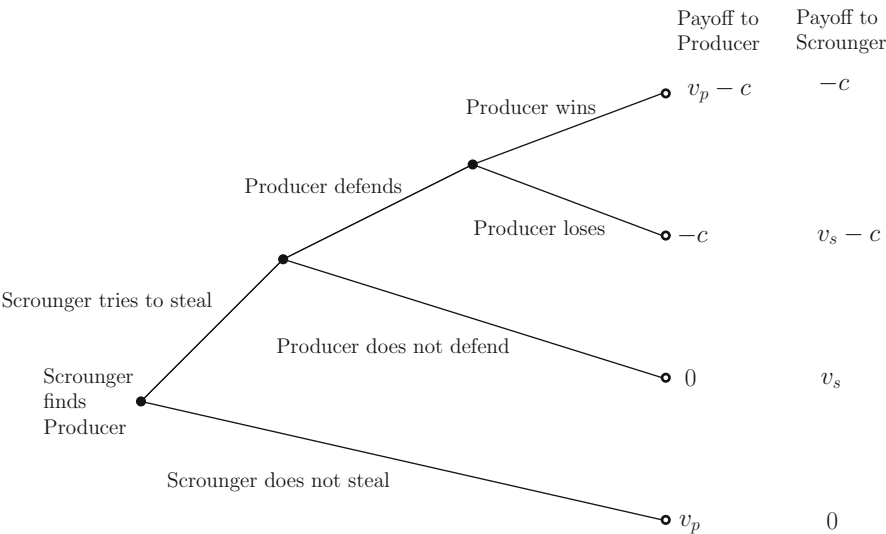 Payoff to
Producer
Payoff to
Scrounger
Producer wins
v_p − c
−c
Producer defends
Producer loses
−c
v_s − c
Scrounger tries to steal
Producer does not defend
0
v_s
Scrounger
finds
Producer
Scrounger does not steal
v_p
0